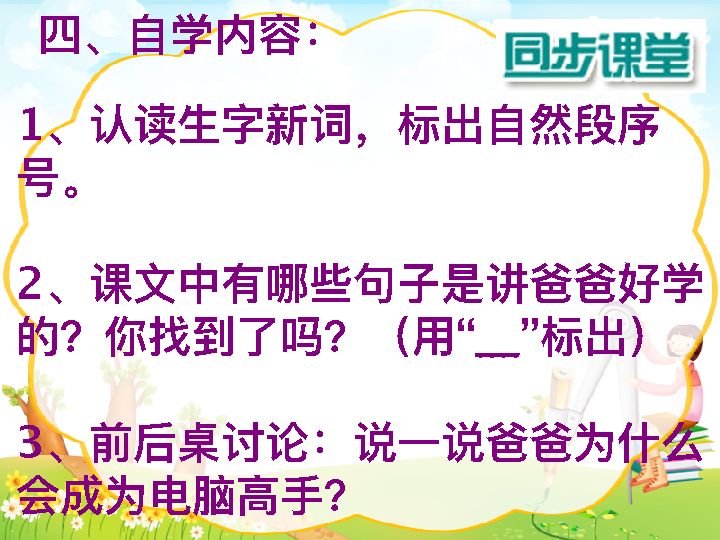 四、自学内容：
同步课堂
1、认读生字新词，标出自然段序
号。
2、课文中有哪些句子是讲爸爸好学
的？你找到了吗？（用“__”标出）
3、前后桌讨论：说一说爸爸为什么
会成为电脑高手？